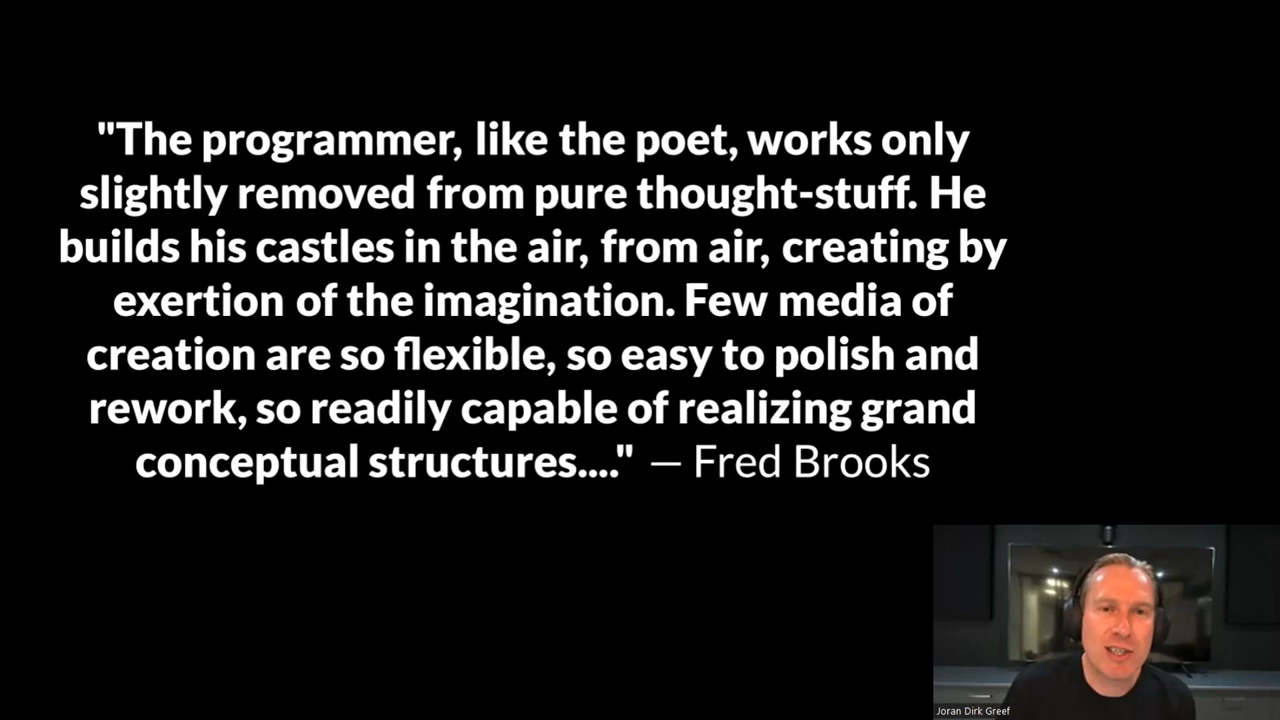 "The programmer, like the poet, works only
slightly removed from pure thought-stuff. He
builds his castles in the air, from air, creating by
exertion of the imagination. Few media of
creation are so flexible, so easy to polish and
rework, so readily capable of realizing grand
conceptual structures...." — Fred Brooks
Joran Dirk Greef